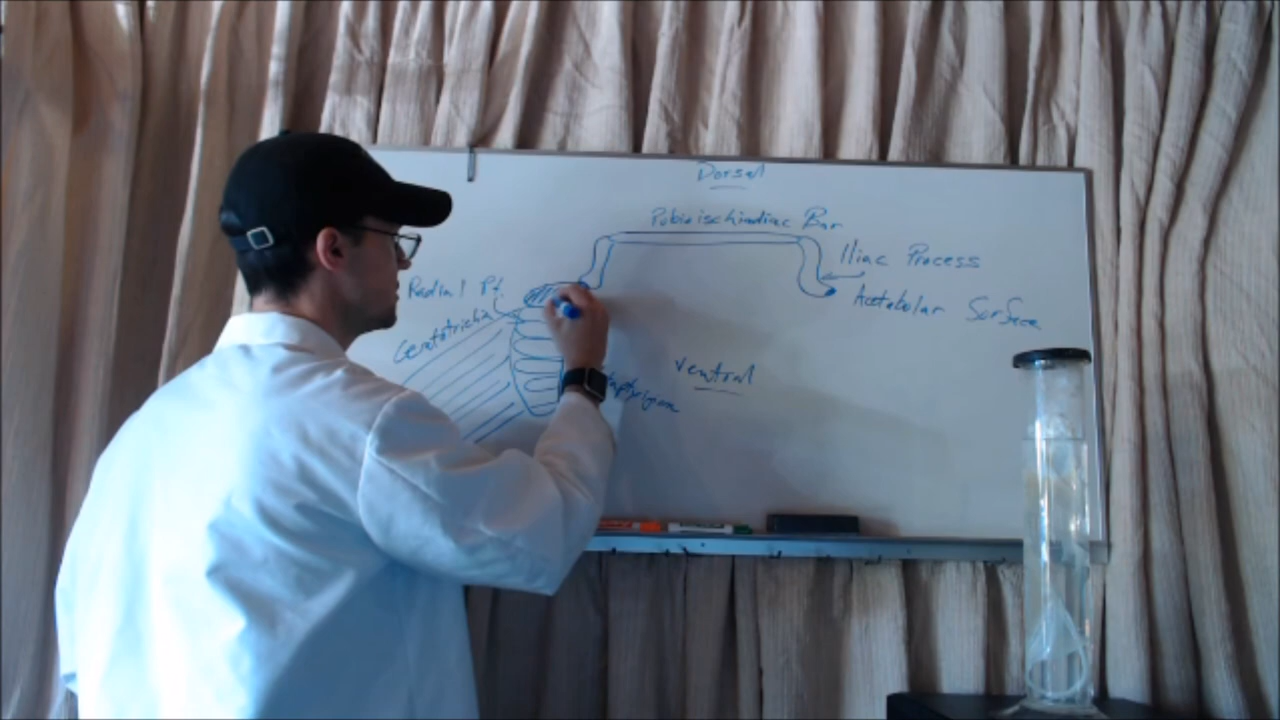 Dorsal
Pubioischiadiac Bar
Iliac Process
Acetabular Surface
Radial Pt.
Ceratotrichia
ventral